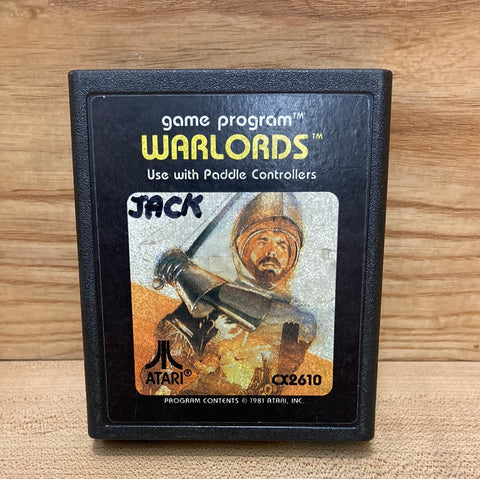 game program™
WARLORDS™
Use with Paddle Controllers
JACK
ATARI®
CX2610
PROGRAM CONTENTS © 1981 ATARI, INC.